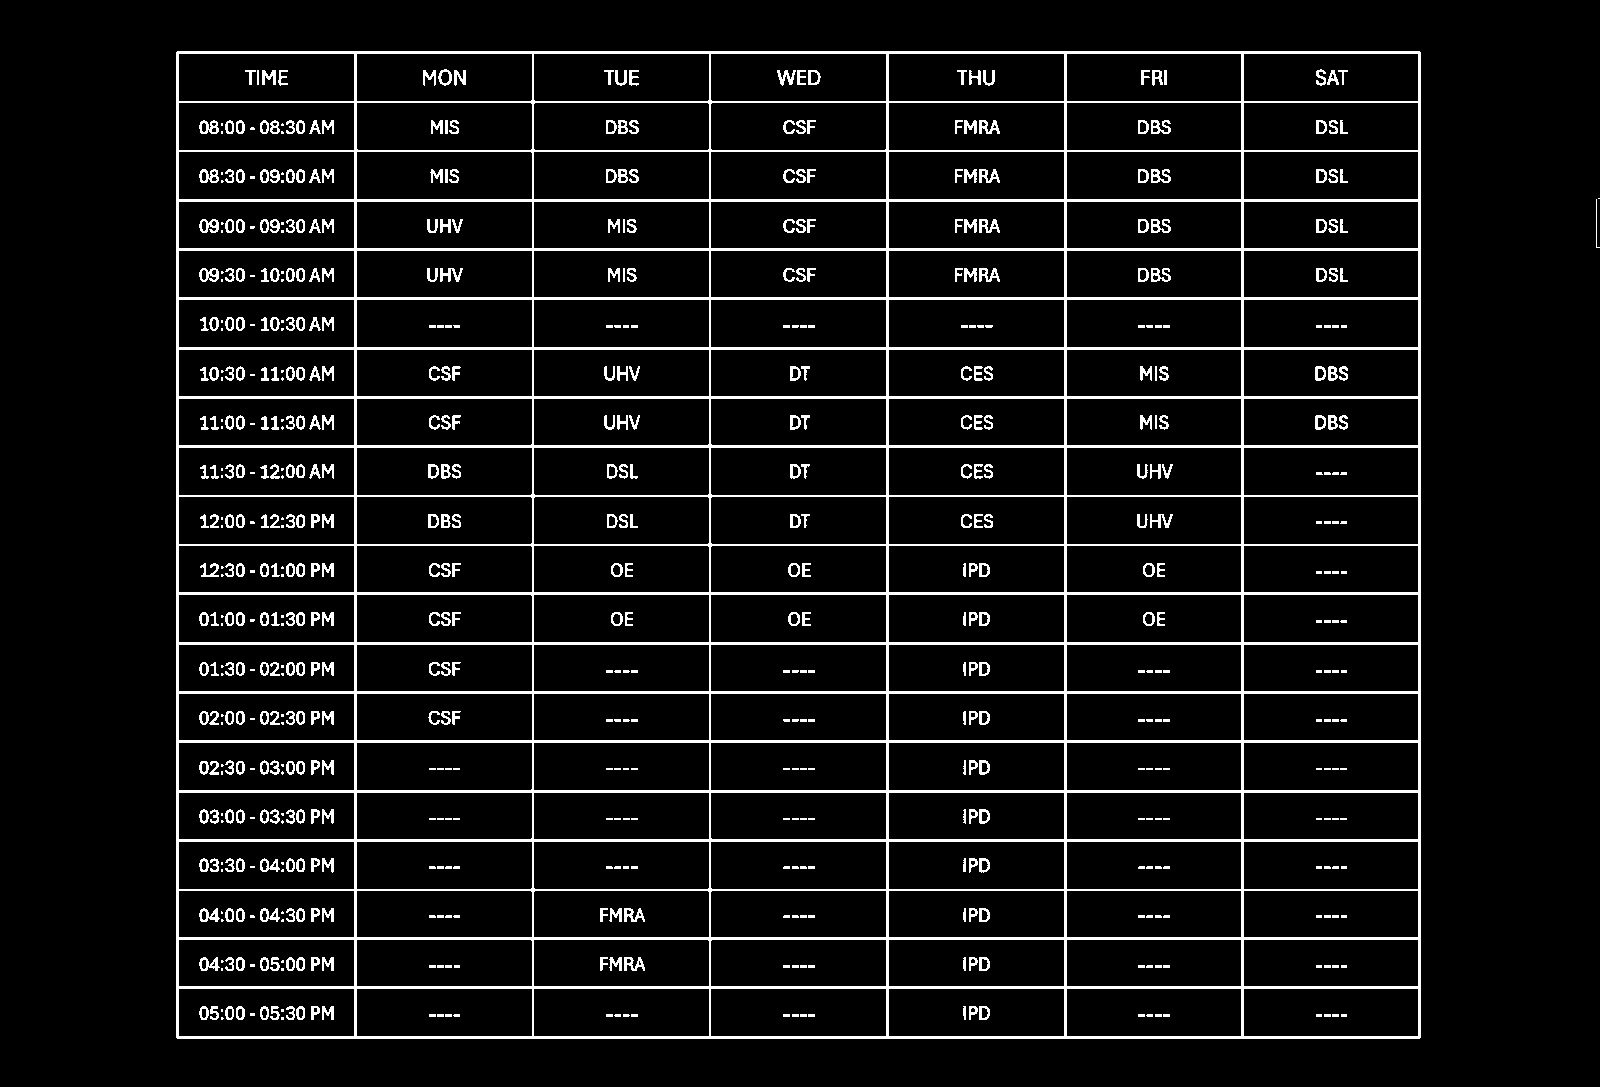 TIME MON TUE WED THU FRI SAT
08:00 - 08:30 AM MIS DBS CSF FMRA DBS DSL
08:30 - 09:00 AM MIS DBS CSF FMRA DBS DSL
09:00 - 09:30 AM UHV MIS CSF FMRA DBS DSL
09:30 - 10:00 AM UHV MIS CSF FMRA DBS DSL
10:00 - 10:30 AM ---- ---- ---- ---- ---- ----
10:30 - 11:00 AM CSF UHV DT CES MIS DBS
11:00 - 11:30 AM CSF UHV DT CES MIS DBS
11:30 - 12:00 AM DBS DSL DT CES UHV ----
12:00 - 12:30 PM DBS DSL DT CES UHV ----
12:30 - 01:00 PM CSF OE OE IPD OE ----
01:00 - 01:30 PM CSF OE OE IPD OE ----
01:30 - 02:00 PM CSF ---- ---- IPD ---- ----
02:00 - 02:30 PM CSF ---- ---- IPD ---- ----
02:30 - 03:00 PM ---- ---- ---- IPD ---- ----
03:00 - 03:30 PM ---- ---- ---- IPD ---- ----
03:30 - 04:00 PM ---- ---- ---- IPD ---- ----
04:00 - 04:30 PM ---- FMRA ---- IPD ---- ----
04:30 - 05:00 PM ---- FMRA ---- IPD ---- ----
05:00 - 05:30 PM ---- ---- ---- IPD ---- ----